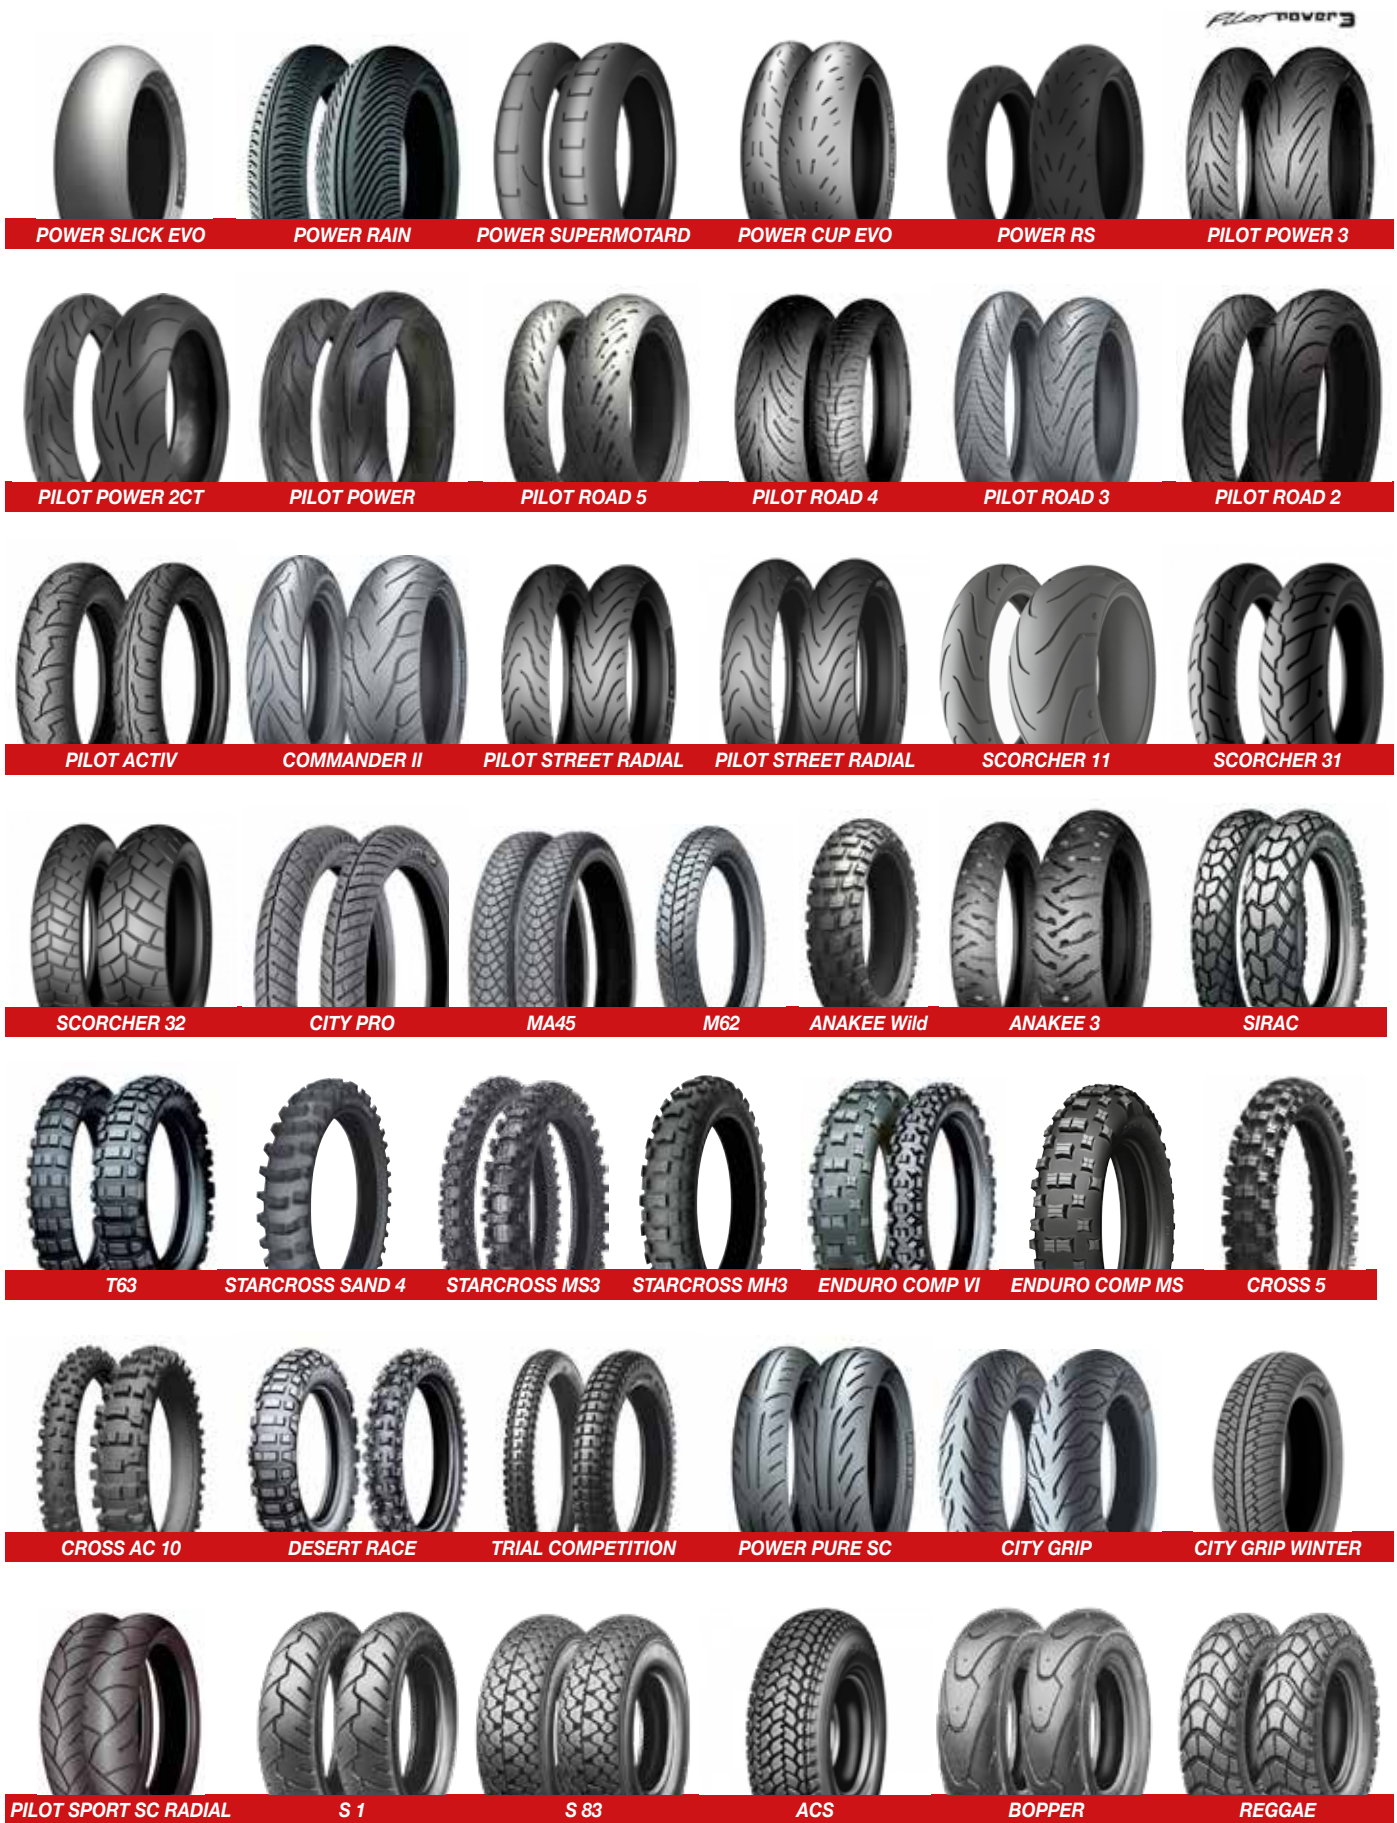 PILOT POWER3
POWER SLICK EVO
POWER RAIN
POWER SUPERMOTARD
POWER CUP EVO
POWER RS
PILOT POWER 3
PILOT POWER 2CT
PILOT POWER
PILOT ROAD 5
PILOT ROAD 4
PILOT ROAD 3
PILOT ROAD 2
PILOT ACTIV
COMMANDER II
PILOT STREET RADIAL
PILOT STREET RADIAL
SCORCHER 11
SCORCHER 31
SCORCHER 32
CITY PRO
MA45
M62
ANAKEE Wild
ANAKEE 3
SIRAC
T63
STARCROSS SAND 4
STARCROSS MS3
STARCROSS MH3
ENDURO COMP VI
ENDURO COMP MS
CROSS 5
CROSS AC 10
DESERT RACE
TRIAL COMPETITION
POWER PURE SC
CITY GRIP
CITY GRIP WINTER
PILOT SPORT SC RADIAL
S 1
S 83
ACS
BOPPER
REGGAE